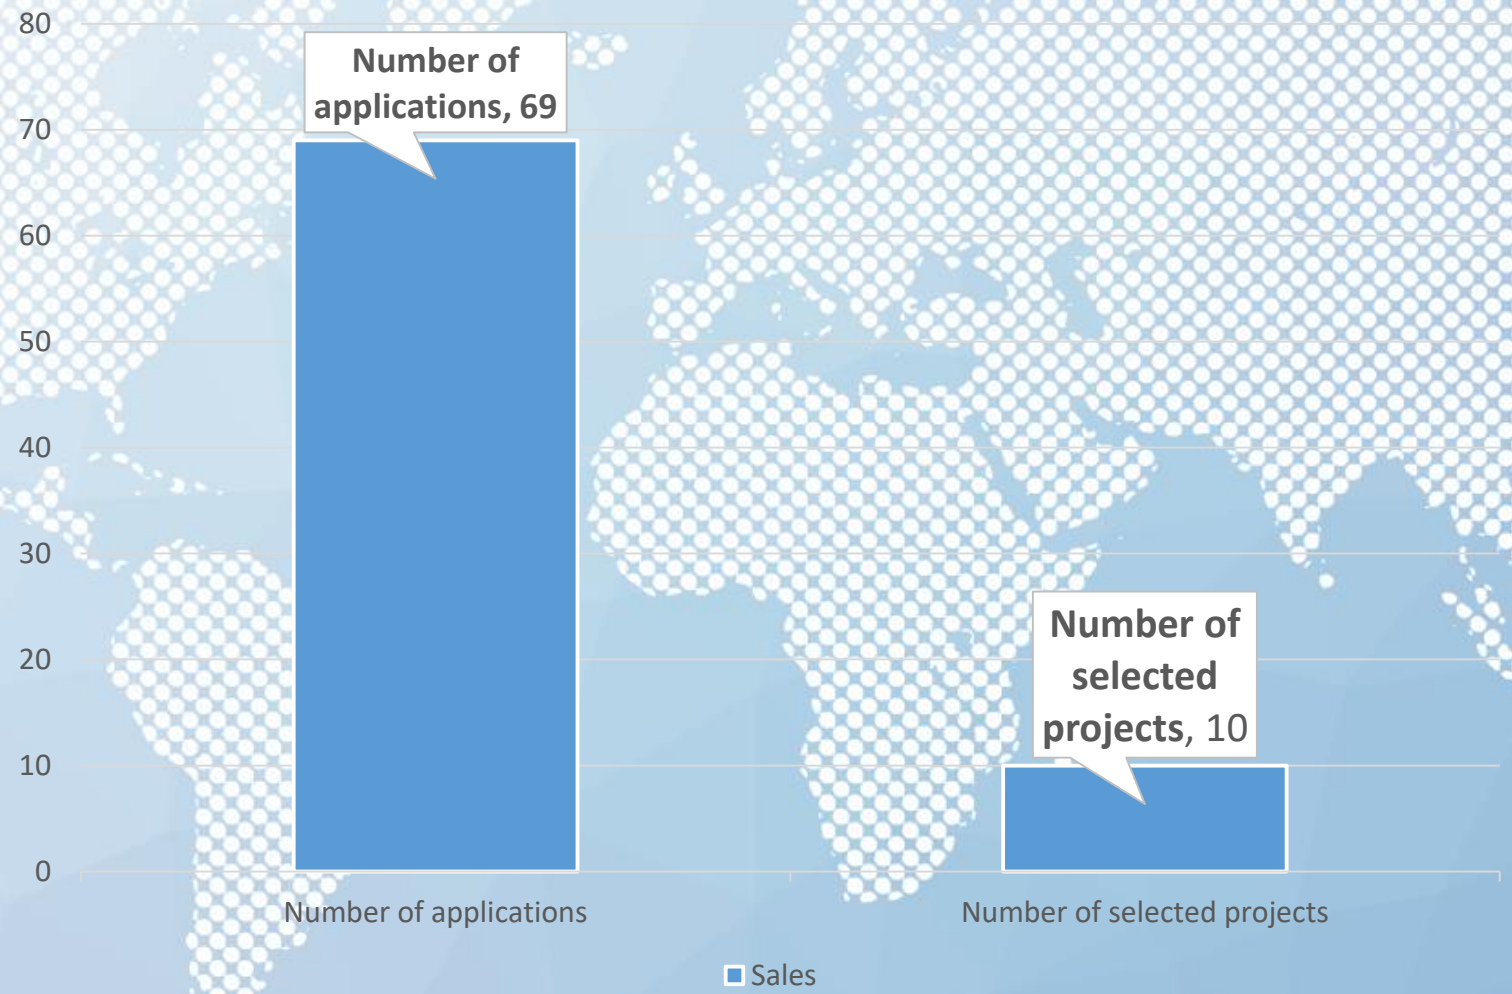 80
70
60
50
40
30
20
10
0
Number of
applications, 69
Number of
selected
projects, 10
Number of applications
Number of selected projects
Sales